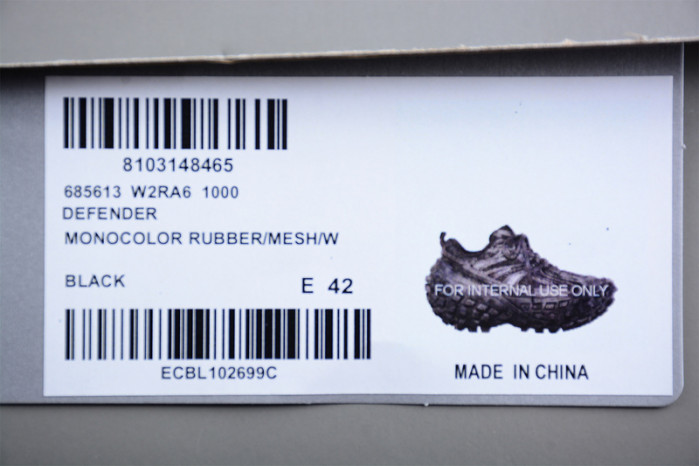 8103148465
685613 W2RA6 1000
DEFENDER
MONOCOLOR RUBBER/MESH/W
BLACK
E 42
FOR INTERNAL USE ONLY
ECBL102699C
MADE IN CHINA